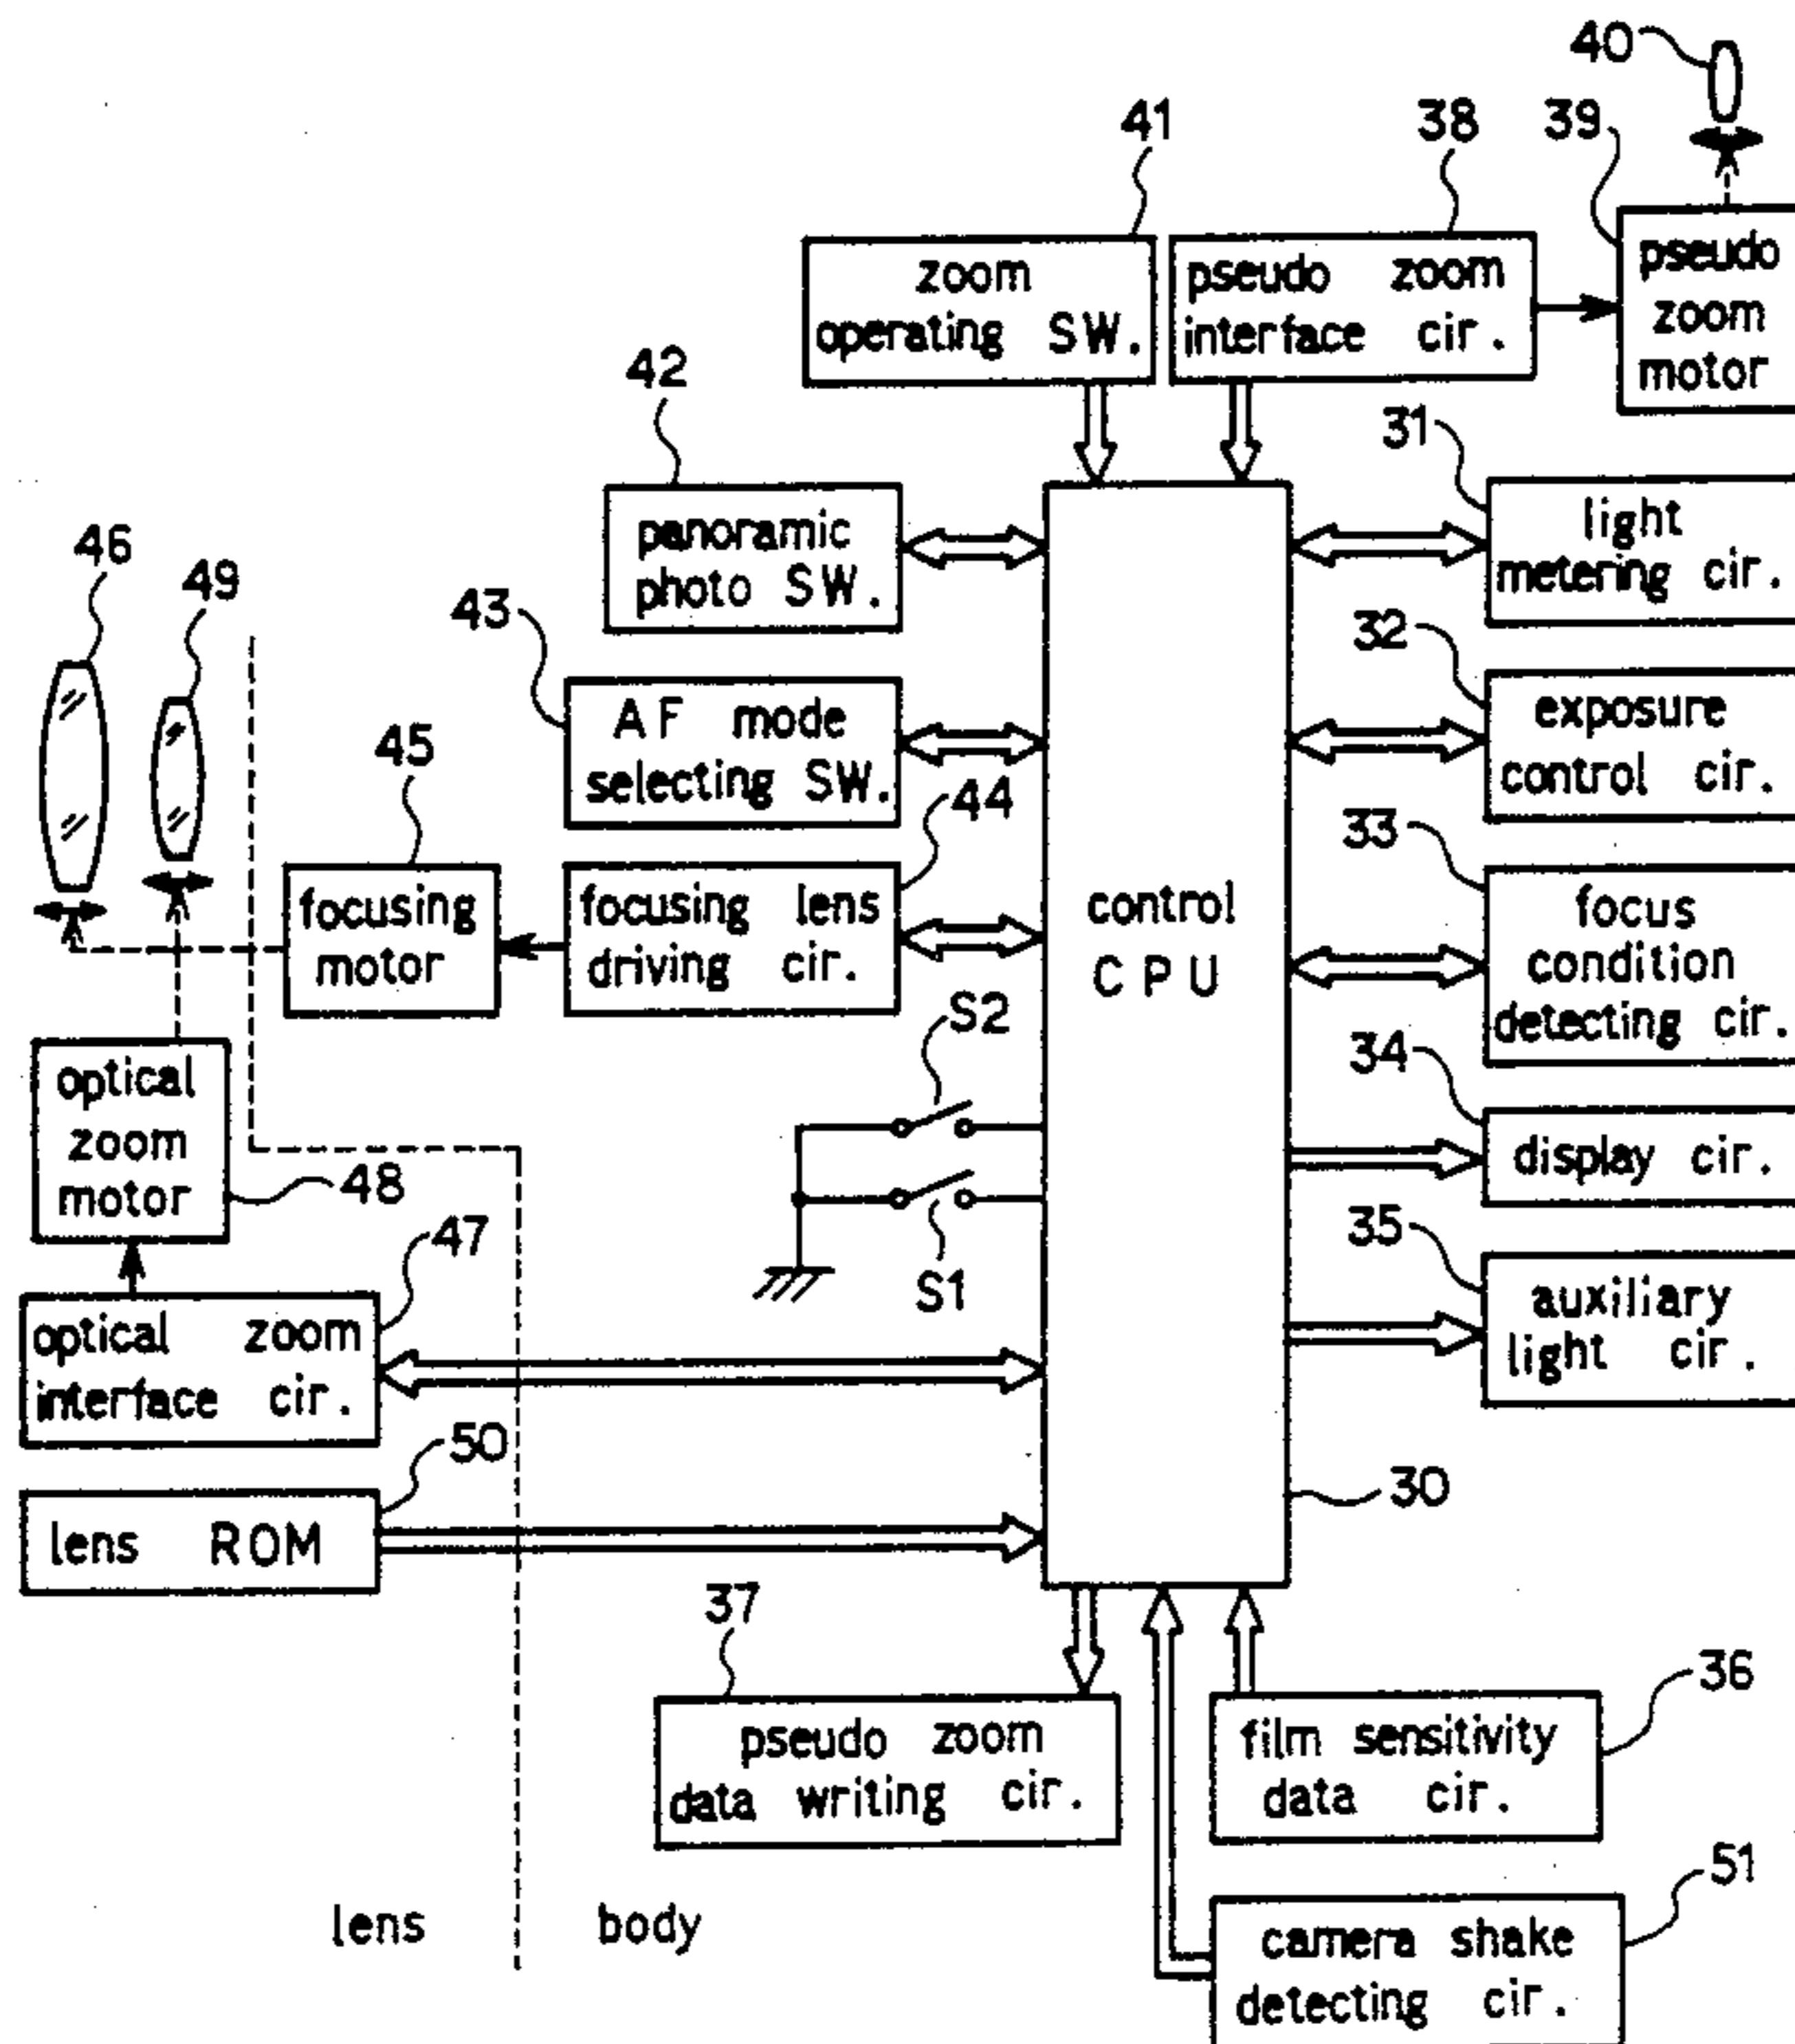 40
41
38
39
zoom
operating SW.
pseudo zoom
interface cir.
pseudo
zoom
motor
42
31
panoramic
photo SW.
light
metering cir.
46
49
43
32
AF mode
selecting SW.
exposure
control cir.
45
44
33
focusing
motor
focusing lens
driving cir.
control
CPU
focus
condition
detecting cir.
S2
34
optical
zoom
motor
48
display cir.
S1
47
35
optical zoom
interface cir.
auxiliary
light cir.
50
30
lens ROM
37
36
pseudo zoom
data writing cir.
film sensitivity
data cir.
51
lens
body
camera shake
detecting cir.